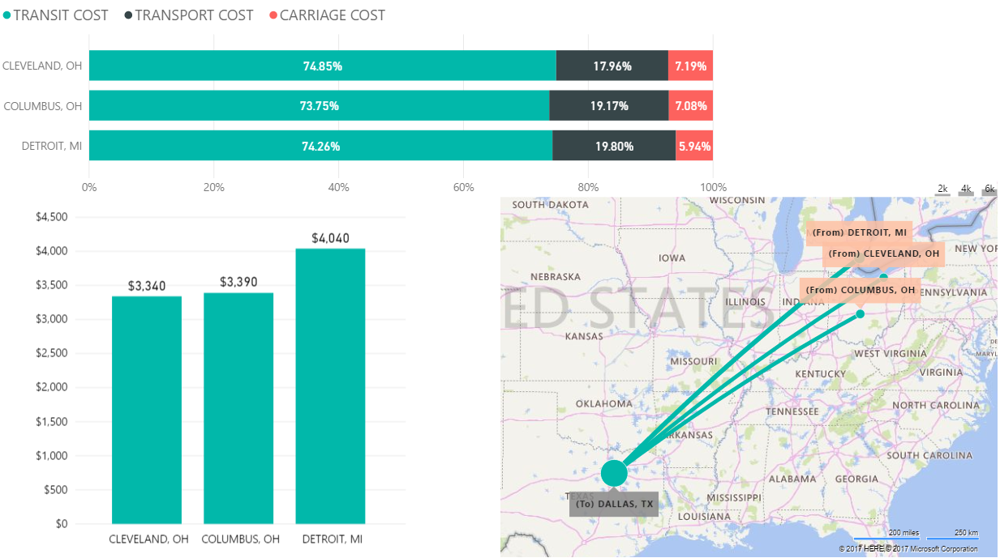 TRANSIT COST TRANSPORT COST CARRIAGE COST
CLEVELAND, OH 74.85% 17.96% 7.19%
COLUMBUS, OH 73.75% 19.17% 7.08%
DETROIT, MI 74.26% 19.80% 5.94%
0% 20% 40% 60% 80% 100%
$4,500
$4,000
$3,500
$3,000
$2,500
$2,000
$1,500
$1,000
$500
$0
$3,340 $3,390 $4,040
CLEVELAND, OH COLUMBUS, OH DETROIT, MI
2k 4k 6k
SOUTH DAKOTA WISCONSIN
(From) DETROIT, MI
(From) CLEVELAND, OH NEW YOR
IOWA
NEBRASKA
(From) COLUMBUS, OH ENNSYLVANIA
ED STATES
ILLINOIS INDIANA
KANSAS
MISSOURI WEST VIRGINIA
MARYL
KENTUCKY VIRGINIA
OKLAHOMA NORTH CAROLINA
TENNESSEE
RKANSAS
SOUTH CAROLINA
ALABAMA GEORGIA
TEXAS MISSISSIPPI
(To) DALLAS, TX
LOUISIANA
200 miles 250 km
© 2017 HERE © 2017 Microsoft Corporation